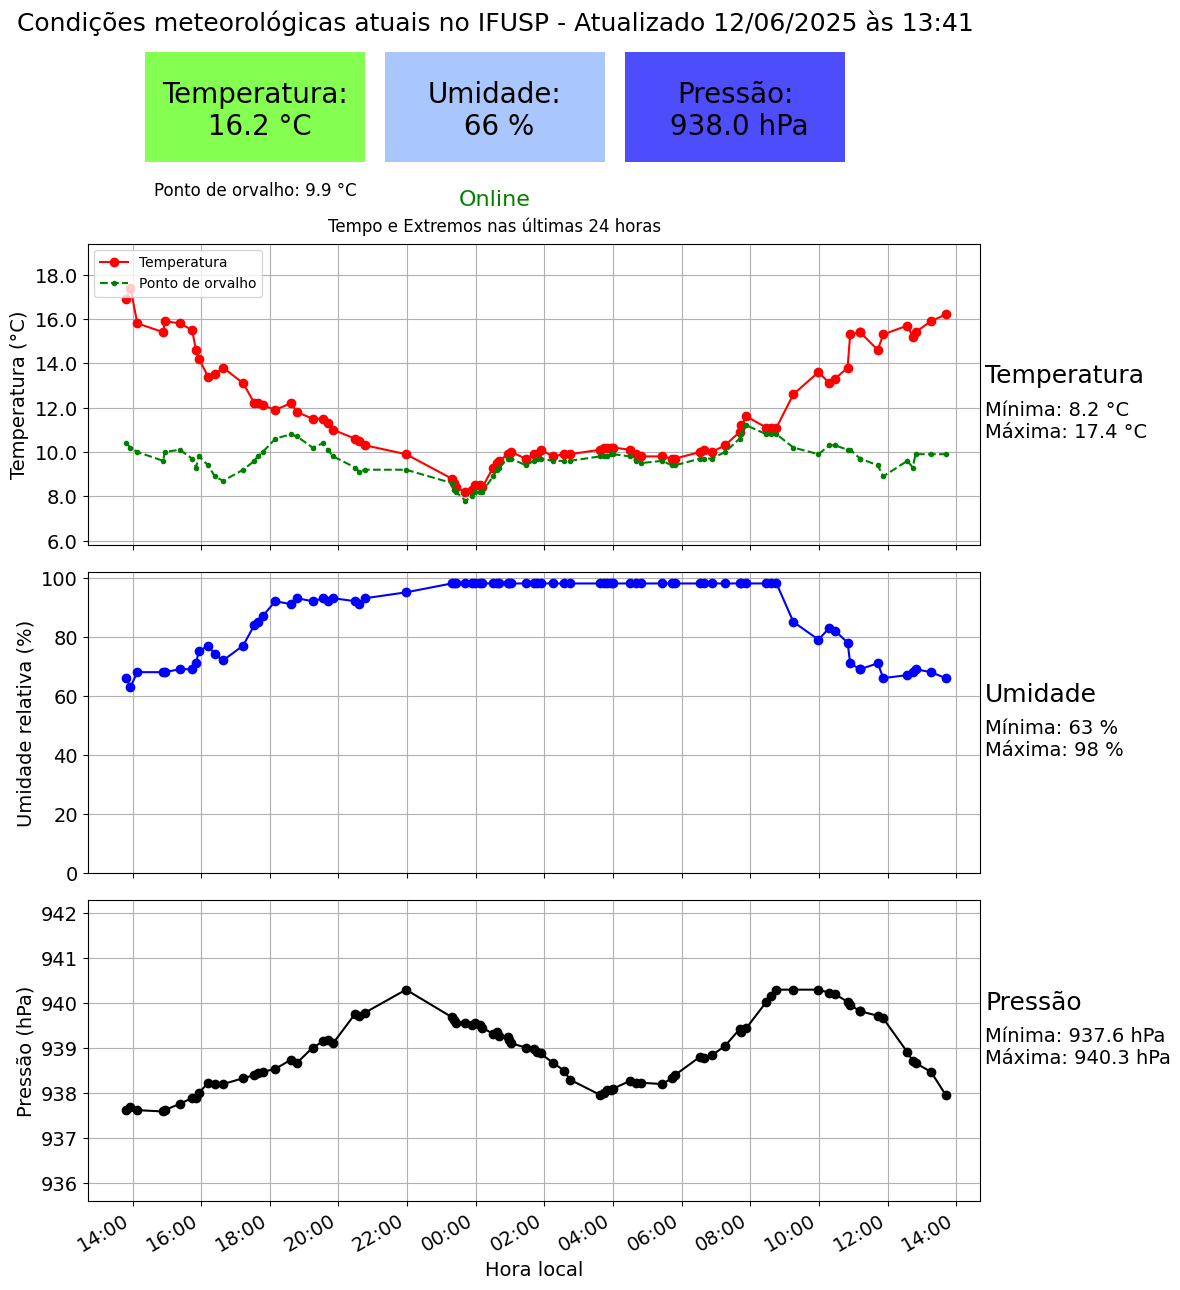 Condições meteorológicas atuais no IFUSP - Atualizado 12/06/2025 às 13:41
Temperatura:
16.2 °C
Umidade:
66 %
Pressão:
938.0 hPa
Ponto de orvalho: 9.9 °C
Online
Tempo e Extremos nas últimas 24 horas
Temperatura
Ponto de orvalho
Temperatura (°C)
18.0
16.0
14.0
12.0
10.0
8.0
6.0
Temperatura
Mínima: 8.2 °C
Máxima: 17.4 °C
Umidade relativa (%)
100
80
60
40
20
0
Umidade
Mínima: 63 %
Máxima: 98 %
Pressão (hPa)
942
941
940
939
938
937
936
Pressão
Mínima: 937.6 hPa
Máxima: 940.3 hPa
14:00 16:00 18:00 20:00 22:00 00:00 02:00 04:00 06:00 08:00 10:00 12:00 14:00
Hora local